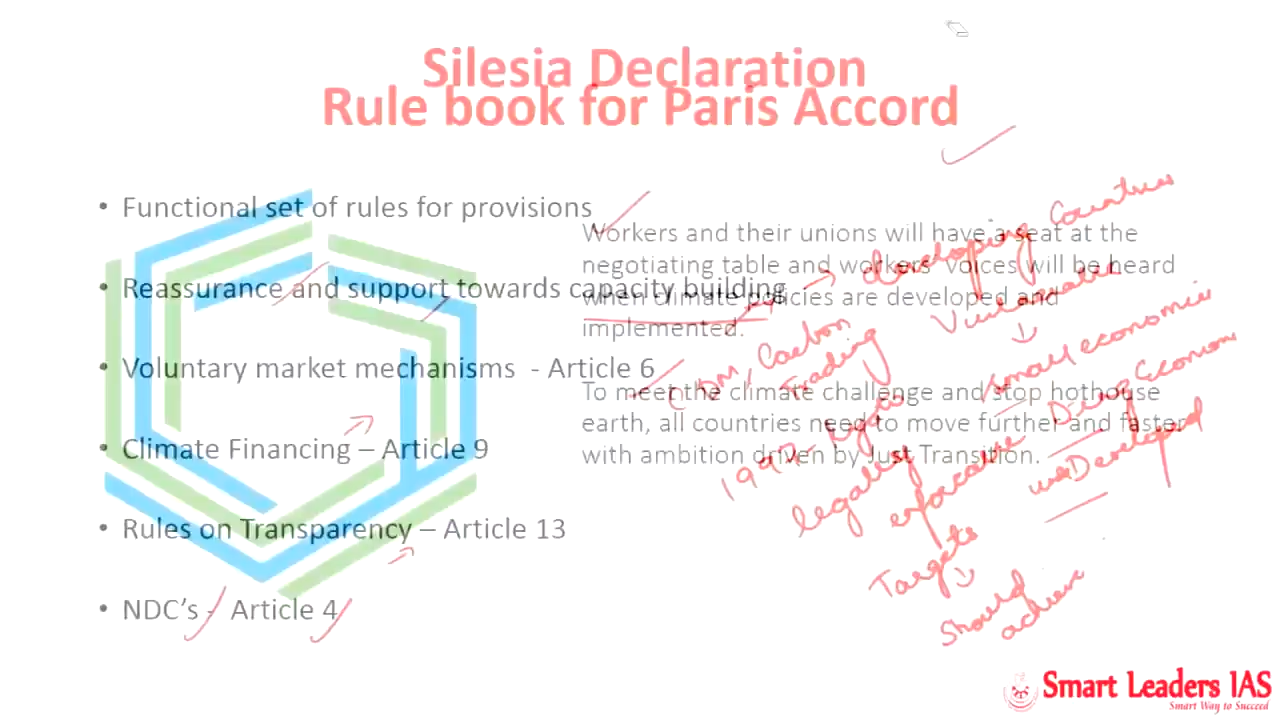 Silesia Declaration
Rule book for Paris Accord
• Functional set of rules for provisions
• Reassurance and support towards capacity building
• Voluntary market mechanisms - Article 6
• Climate Financing – Article 9
• Rules on Transparency – Article 13
• NDC's - Article 4
Workers and their unions will have a seat at the
negotiating table and workers' voices will be heard
when climate policies are developed and
implemented.
To meet the climate challenge and stop hothouse
earth, all countries need to move further and faster
with ambition driven by Just Transition.
developing Countries
small economies
CDM, Carbon
Trading
1997 - Kyoto
legally
enforceable
Targets
should
achieve
Developed
Smart Leaders IAS
Smart Way to Succeed